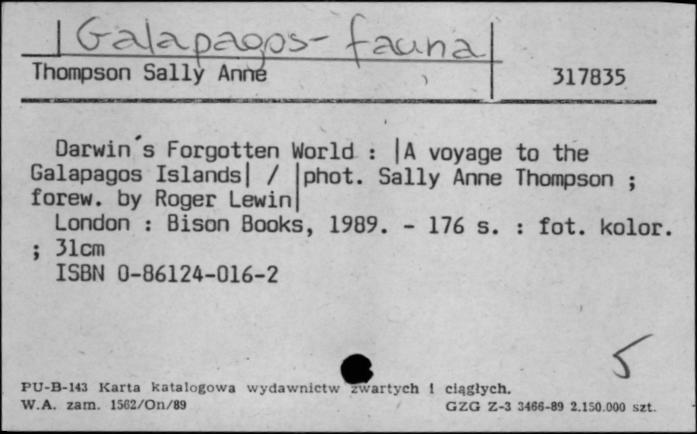 Galapagos - fauna
Thompson Sally Anne 317835
Darwin´s Forgotten World : |A voyage to the
Galapagos Islands| / |phot. Sally Anne Thompson ;
forew. by Roger Lewin|
London : Bison Books, 1989. - 176 s. : fot. kolor.
; 31cm
ISBN 0-86124-016-2
5
PU-B-143 Karta katalogowa wydawnictw zwartych i ciągłych.
W.A. zam. 1562/On/89 GZG Z-3 3466-89 2.150.000 szt.